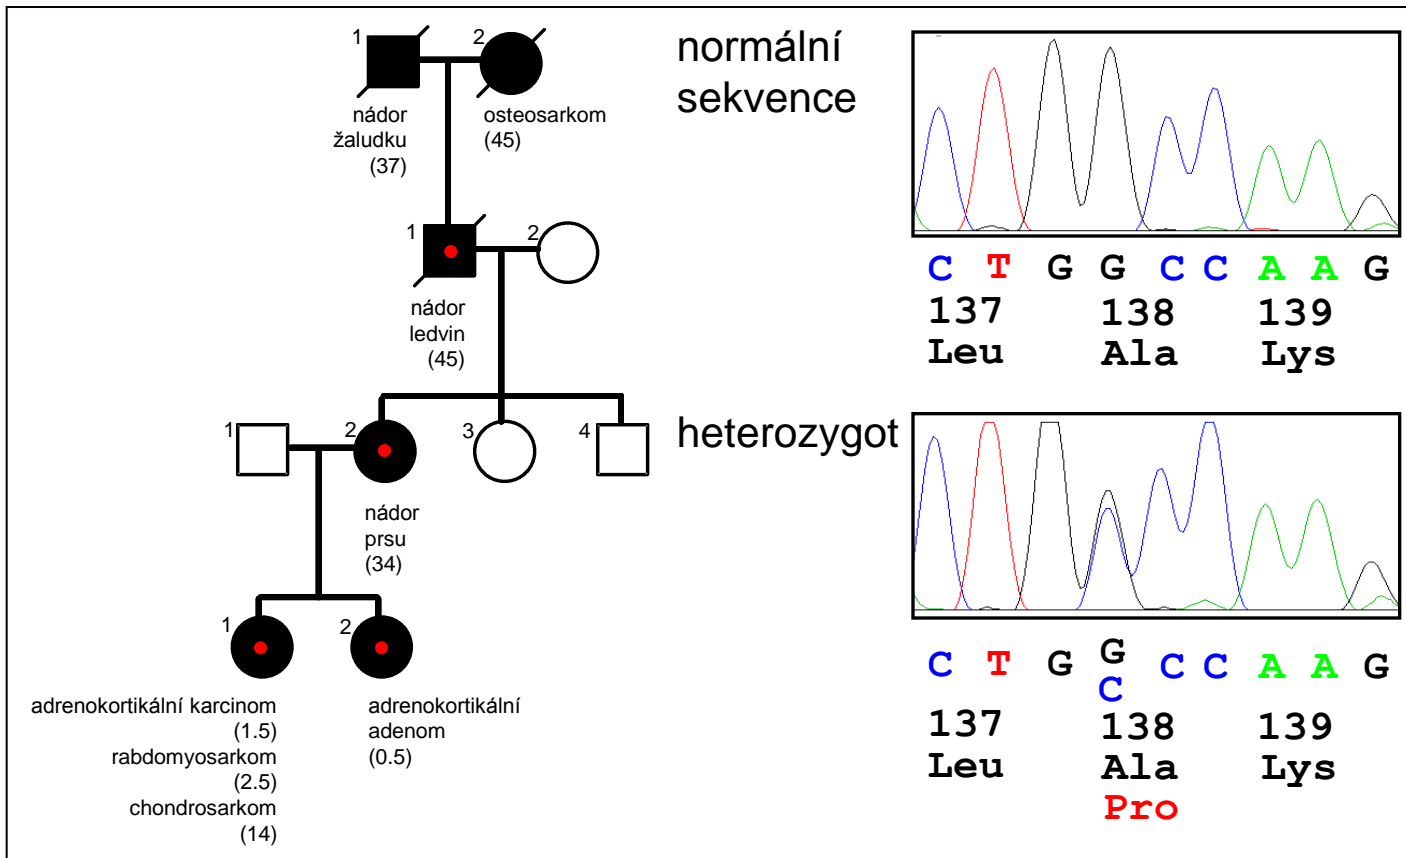 1
2
nádor
žaludku
(37)
osteosarkom
(45)
1
2
nádor
ledvin
(45)
1
2
3
4
nádor
prsu
(34)
1
2
adrenokortikální karcinom
(1.5)
rabdomyosarkom
(2.5)
chondrosarkom
(14)
adrenokortikální
adenom
(0.5)
normální
sekvence
C T G G C C A A G
137 138 139
Leu Ala Lys
heterozygot
C T G G C C A A G
C
137 138 139
Leu Ala Lys
Pro